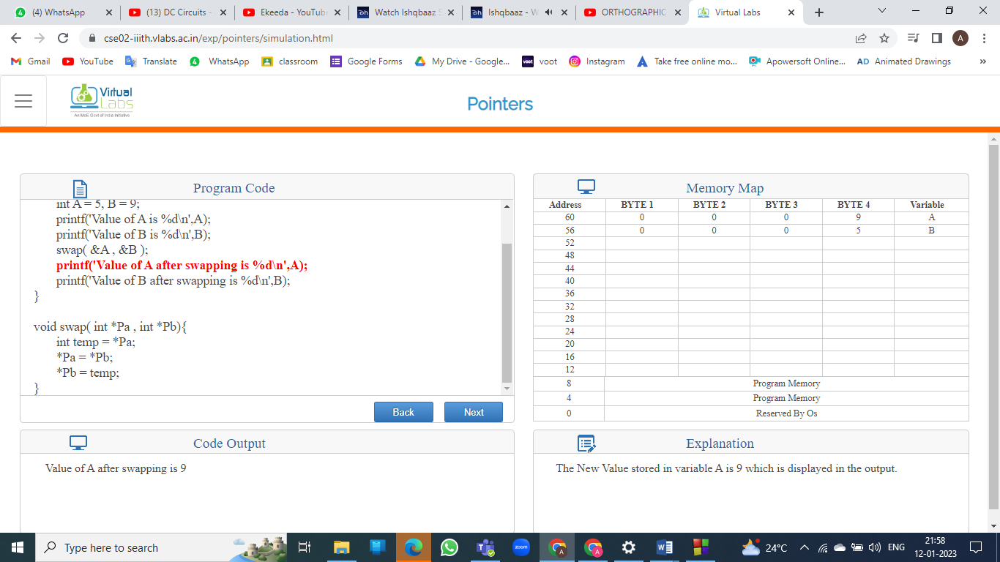 (4) WhatsApp
(13) DC Circuits -
Ekeeda - YouTub
Watch Ishqbaaz S
Ishqbaaz - W
ORTHOGRAPHIC
Virtual Labs
cse02-iiith.vlabs.ac.in/exp/pointers/simulation.html
A
Gmail
YouTube
Translate
WhatsApp
classroom
Google Forms
My Drive - Google...
voot
voot
Instagram
Take free online mo...
Apowersoft Online...
AD Animated Drawings
»
Virtual
Labs
An MoE Govt of India Initiative
Pointers
Program Code
int A = 5, B = 9;
printf('Value of A is %d\n',A);
printf('Value of B is %d\n',B);
swap( &A , &B );
printf('Value of A after swapping is %d\n',A);
printf('Value of B after swapping is %d\n',B);
}
void swap( int *Pa , int *Pb){
int temp = *Pa;
*Pa = *Pb;
*Pb = temp;
}
Back Next
Memory Map
Address BYTE 1 BYTE 2 BYTE 3 BYTE 4 Variable
60 0 0 0 9 A
56 0 0 0 5 B
52
48
44
40
36
32
28
24
20
16
12
8 Program Memory
4 Program Memory
0 Reserved By Os
Code Output
Value of A after swapping is 9
Explanation
The New Value stored in variable A is 9 which is displayed in the output.
Type here to search
zoom
A
A
24°C
ENG
21:58
12-01-2023